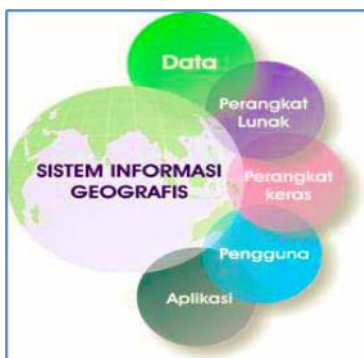 Data
Perangkat
Lunak
SISTEM INFORMASI
GEOGRAFIS
Perangkat
keras
Pengguna
Aplikasi